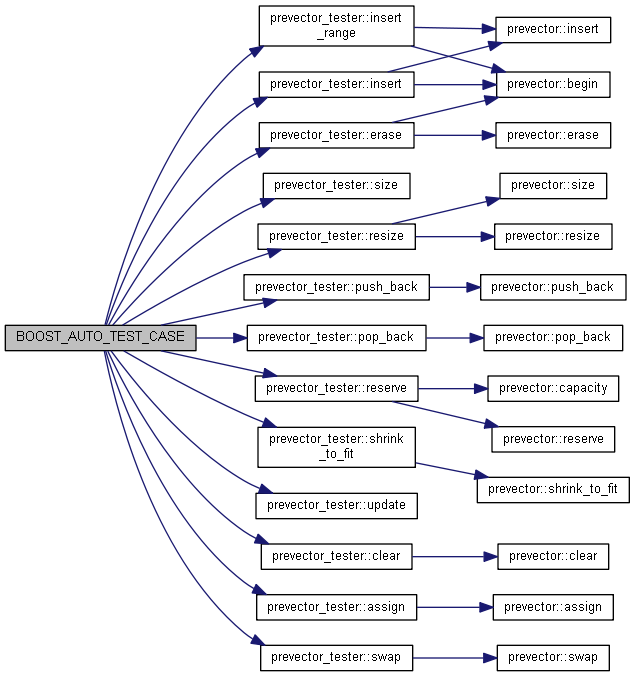 BOOST_AUTO_TEST_CASE
prevector_tester::insert
_range
prevector_tester::insert
prevector_tester::erase
prevector_tester::size
prevector_tester::resize
prevector_tester::push_back
prevector_tester::pop_back
prevector_tester::reserve
prevector_tester::shrink
_to_fit
prevector_tester::update
prevector_tester::clear
prevector_tester::assign
prevector_tester::swap
prevector::insert
prevector::begin
prevector::erase
prevector::size
prevector::resize
prevector::push_back
prevector::pop_back
prevector::capacity
prevector::reserve
prevector::shrink_to_fit
prevector::clear
prevector::assign
prevector::swap